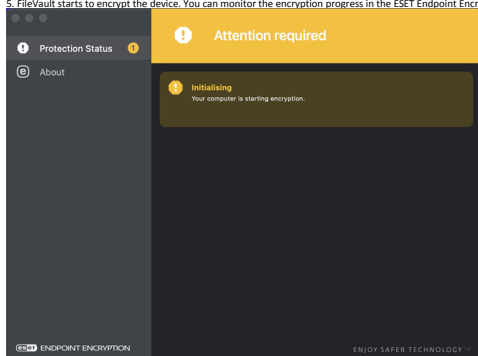 5. FileVault starts to encrypt the device. You can monitor the encryption progress in the ESET Endpoint Encr
Attention required
Protection Status 1
About
Initialising
Your computer is starting encryption.
eset ENDPOINT ENCRYPTION
ENJOY SAFER TECHNOLOGY™